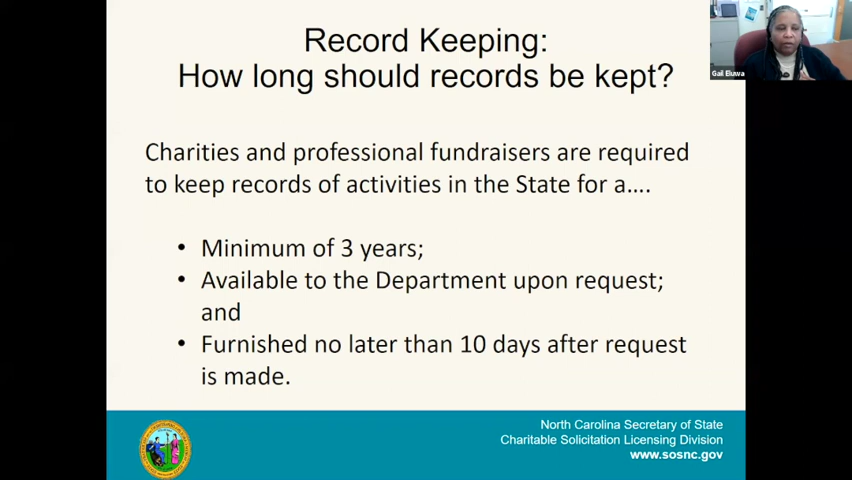 Record Keeping:
How long should records be kept?
Charities and professional fundraisers are required
to keep records of activities in the State for a....
• Minimum of 3 years;
• Available to the Department upon request;
and
• Furnished no later than 10 days after request
is made.
North Carolina Secretary of State
Charitable Solicitation Licensing Division
www.sosnc.gov
Gail Eluwa